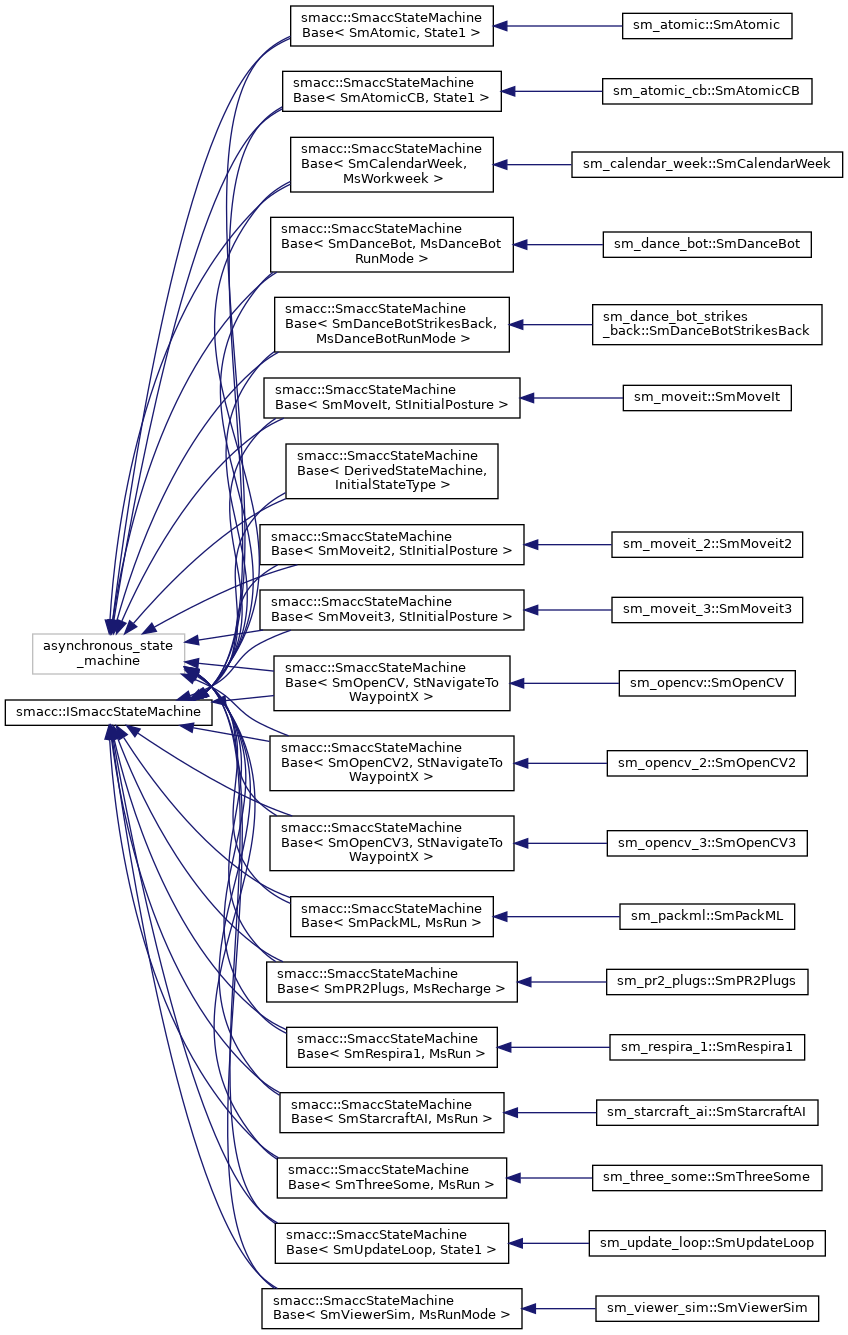 smacc::SmaccStateMachine
Base< SmAtomic, State1 >
sm_atomic::SmAtomic
smacc::SmaccStateMachine
Base< SmAtomicCB, State1 >
sm_atomic_cb::SmAtomicCB
smacc::SmaccStateMachine
Base< SmCalendarWeek,
MsWorkweek >
sm_calendar_week::SmCalendarWeek
smacc::SmaccStateMachine
Base< SmDanceBot, MsDanceBot
RunMode >
sm_dance_bot::SmDanceBot
smacc::SmaccStateMachine
Base< SmDanceBotStrikesBack,
MsDanceBotRunMode >
sm_dance_bot_strikes
_back::SmDanceBotStrikesBack
smacc::SmaccStateMachine
Base< SmMoveIt, StInitialPosture >
sm_moveit::SmMoveIt
smacc::SmaccStateMachine
Base< DerivedStateMachine,
InitialStateType >
smacc::SmaccStateMachine
Base< SmMoveit2, StInitialPosture >
sm_moveit_2::SmMoveit2
smacc::SmaccStateMachine
Base< SmMoveit3, StInitialPosture >
sm_moveit_3::SmMoveit3
asynchronous_state
_machine
smacc::SmaccStateMachine
Base< SmOpenCV, StNavigateTo
WaypointX >
sm_opencv::SmOpenCV
smacc::ISmaccStateMachine
smacc::SmaccStateMachine
Base< SmOpenCV2, StNavigateTo
WaypointX >
sm_opencv_2::SmOpenCV2
smacc::SmaccStateMachine
Base< SmOpenCV3, StNavigateTo
WaypointX >
sm_opencv_3::SmOpenCV3
smacc::SmaccStateMachine
Base< SmPackML, MsRun >
sm_packml::SmPackML
smacc::SmaccStateMachine
Base< SmPR2Plugs, MsRecharge >
sm_pr2_plugs::SmPR2Plugs
smacc::SmaccStateMachine
Base< SmRespira1, MsRun >
sm_respira_1::SmRespira1
smacc::SmaccStateMachine
Base< SmStarcraftAI, MsRun >
sm_starcraft_ai::SmStarcraftAI
smacc::SmaccStateMachine
Base< SmThreeSome, MsRun >
sm_three_some::SmThreeSome
smacc::SmaccStateMachine
Base< SmUpdateLoop, State1 >
sm_update_loop::SmUpdateLoop
smacc::SmaccStateMachine
Base< SmViewerSim, MsRunMode >
sm_viewer_sim::SmViewerSim